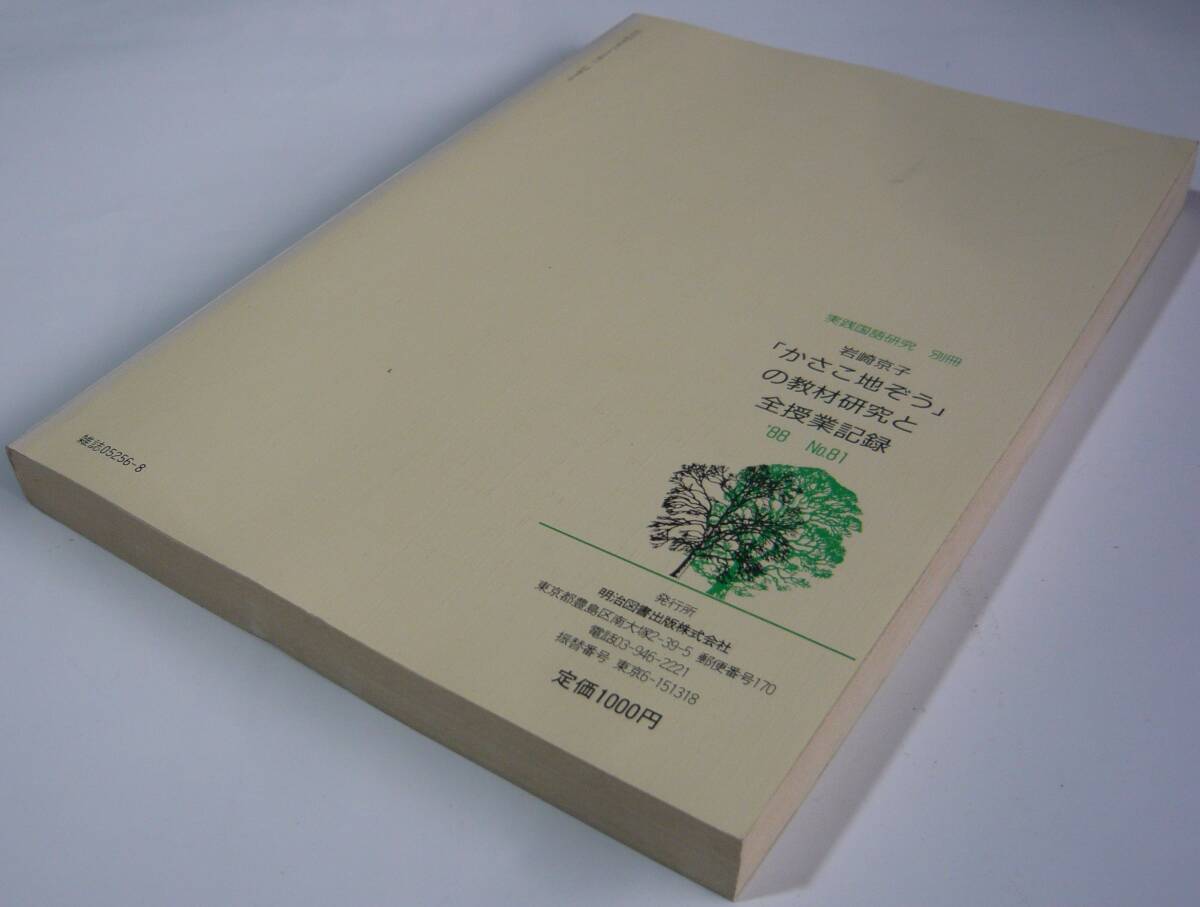 実践国語研究 別冊
岩崎京子
「かさこ地ぞう」
の教材研究と
全授業記録
'88 No.81
発行所
明治図書出版株式会社
東京都豊島区南大塚2-39-5 郵便番号170
電話03-946-2221
振替番号 東京6-151318
定価1000円
雑誌05256-8